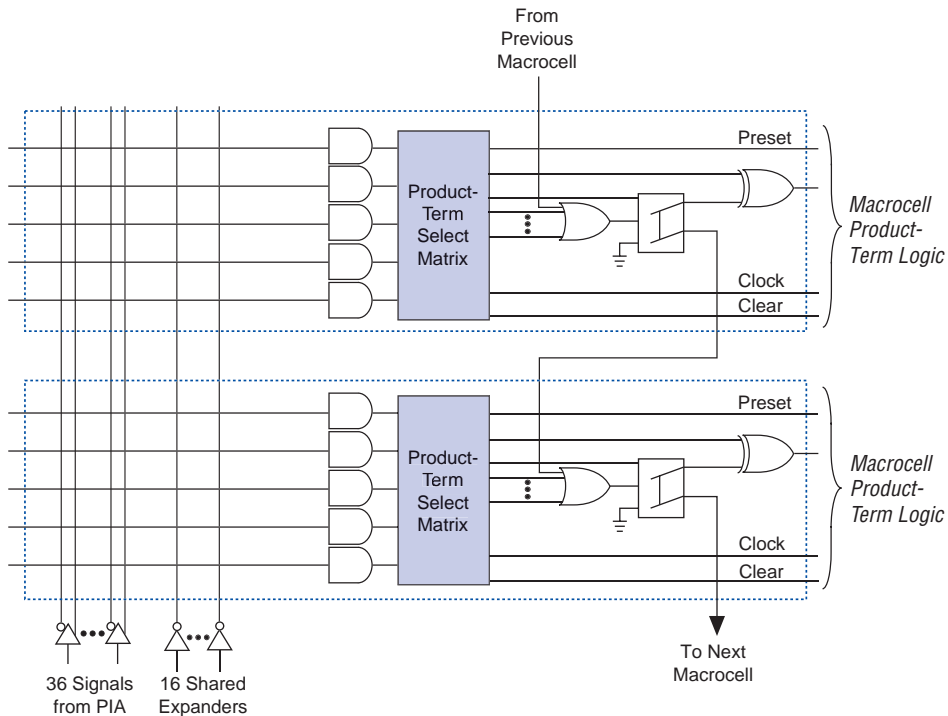 From
Previous
Macrocell
Preset
Product-
Term
Select
Matrix
Macrocell
Product-
Term Logic
Clock
Clear
Preset
Product-
Term
Select
Matrix
Macrocell
Product-
Term Logic
Clock
Clear
To Next
Macrocell
36 Signals
from PIA
16 Shared
Expanders